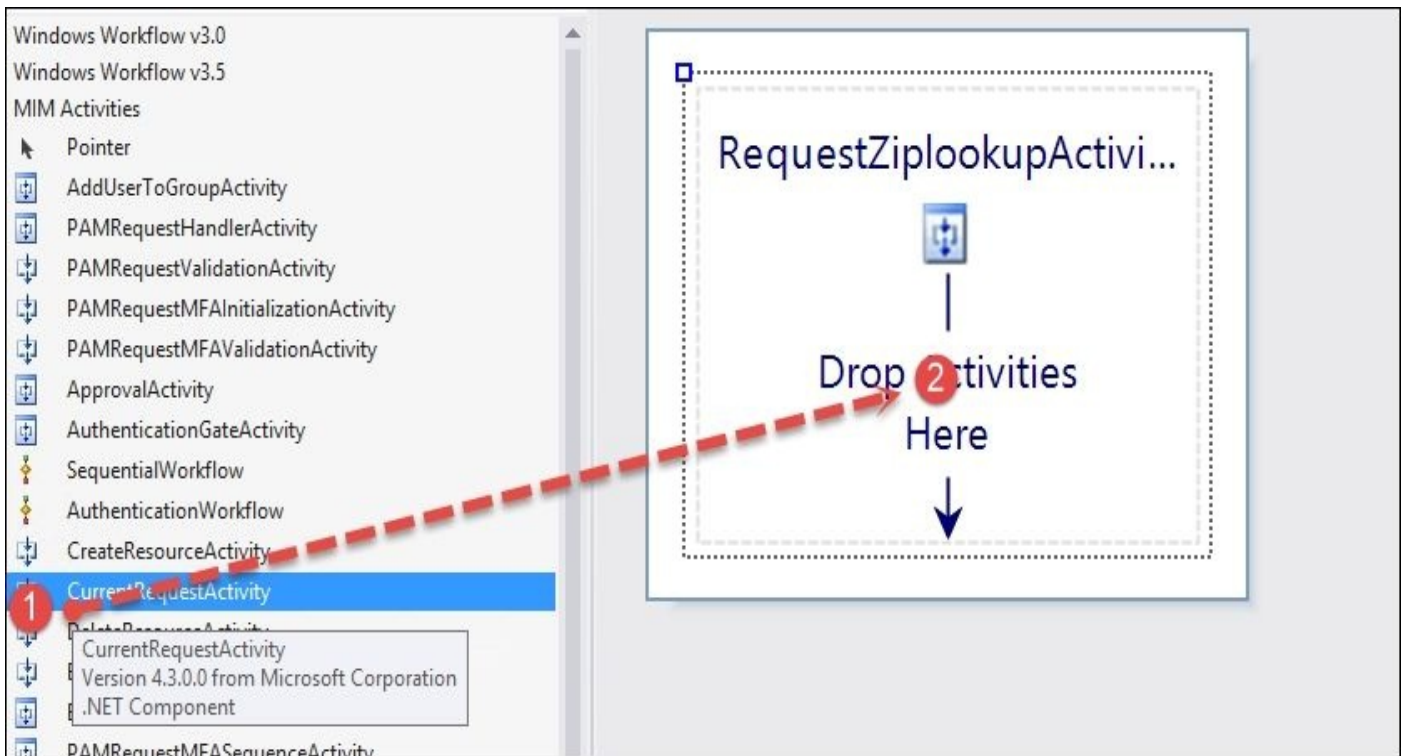 Windows Workflow v3.0
Windows Workflow v3.5
MIM Activities
Pointer
AddUserToGroupActivity
PAMRequestHandlerActivity
PAMRequestValidationActivity
PAMRequestMFAInitializationActivity
PAMRequestMFAValidationActivity
ApprovalActivity
AuthenticationGateActivity
SequentialWorkflow
AuthenticationWorkflow
CreateResourceActivity
CurrentRequestActivity
1
DeleteResourceActivity
CurrentRequestActivity
Version 4.3.0.0 from Microsoft Corporation
.NET Component
PAMRequestMFASequenceActivity
RequestZiplookupActivi...
Drop 2 Activities
Here